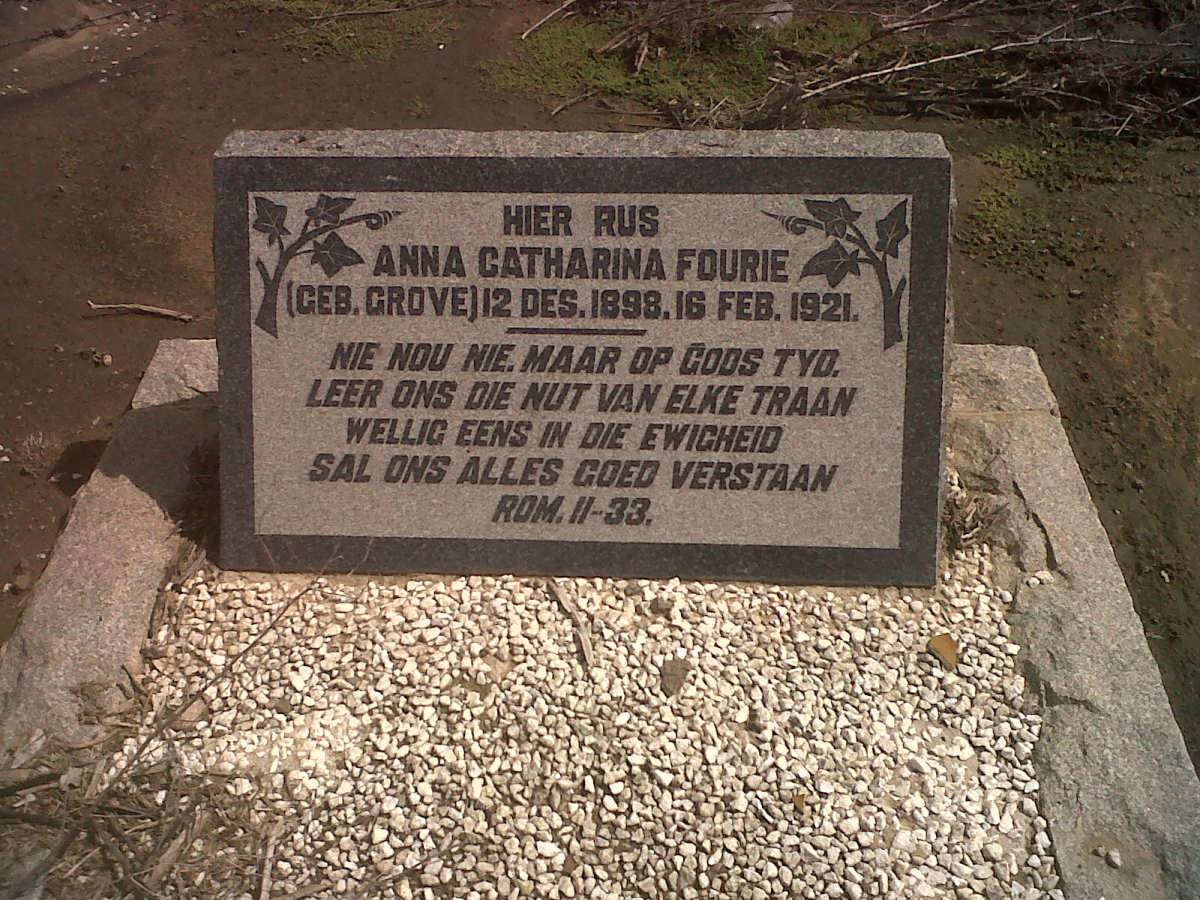 HIER RUS
ANNA CATHARINA FOURIE
(GEB. GROVE) 12 DES. 1898. 16 FEB. 1921.
NIE NOU NIE. MAAR OP GODS TYD.
LEER ONS DIE NUT VAN ELKE TRAAN
WELLIG EENS IN DIE EWIGHEID
SAL ONS ALLES GOED VERSTAAN
ROM. 11-33.